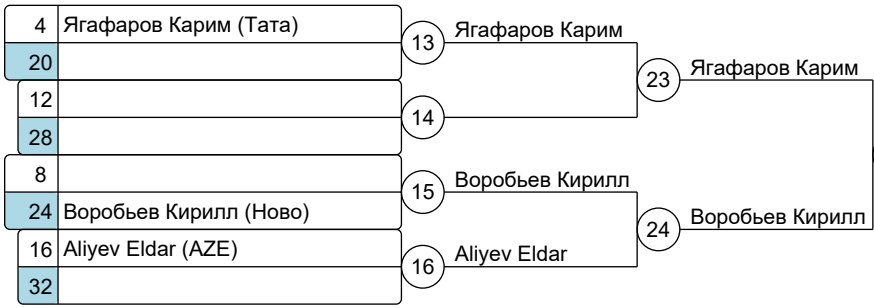 4 Ягафаров Карим (Тата)
20
13 Ягафаров Карим
12
28
14
23 Ягафаров Карим
8
24 Воробьев Кирилл (Ново)
15 Воробьев Кирилл
16 Aliyev Eldar (AZE)
32
16 Aliyev Eldar
24 Воробьев Кирилл